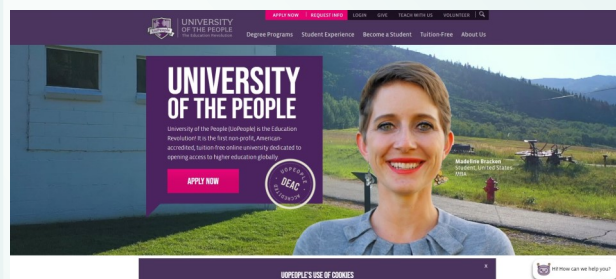 APPLY NOW REQUEST INFO LOGIN GIVE TEACH WITH US VOLUNTEER
UNIVERSITY
OF THE PEOPLE
The Education Revolution
Degree Programs Student Experience Become a Student Tuition-Free About Us
UNIVERSITY
OF THE PEOPLE
University of the People (UoPeople) is the Education
Revolution! It is the first non-profit, American-
accredited, tuition-free online university dedicated to
opening access to higher education globally.
APPLY NOW
UOPEOPLE
DEAC
ACCREDITED
Madeline Bracken
Student, United States
MBA
UOPEOPLE'S USE OF COOKIES
X
Hi! How can we help you?